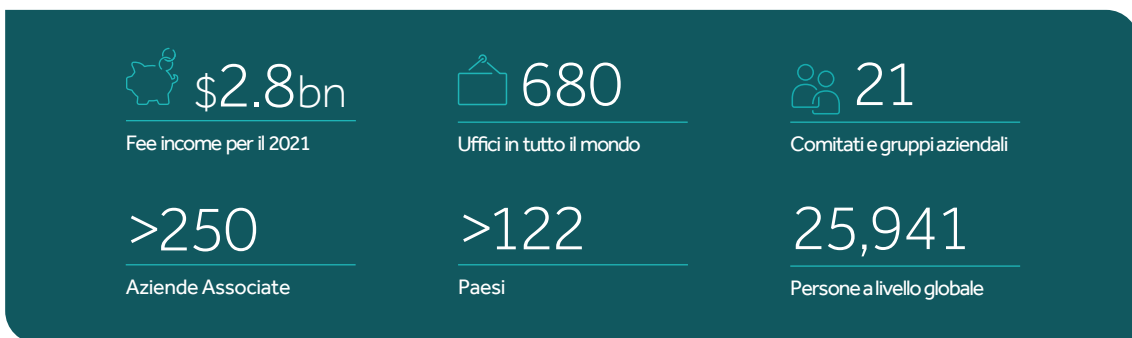 $2.8bn
Fee income per il 2021
680
Uffici in tutto il mondo
21
Comitati e gruppi aziendali
>250
Aziende Associate
>122
Paesi
25,941
Persone a livello globale